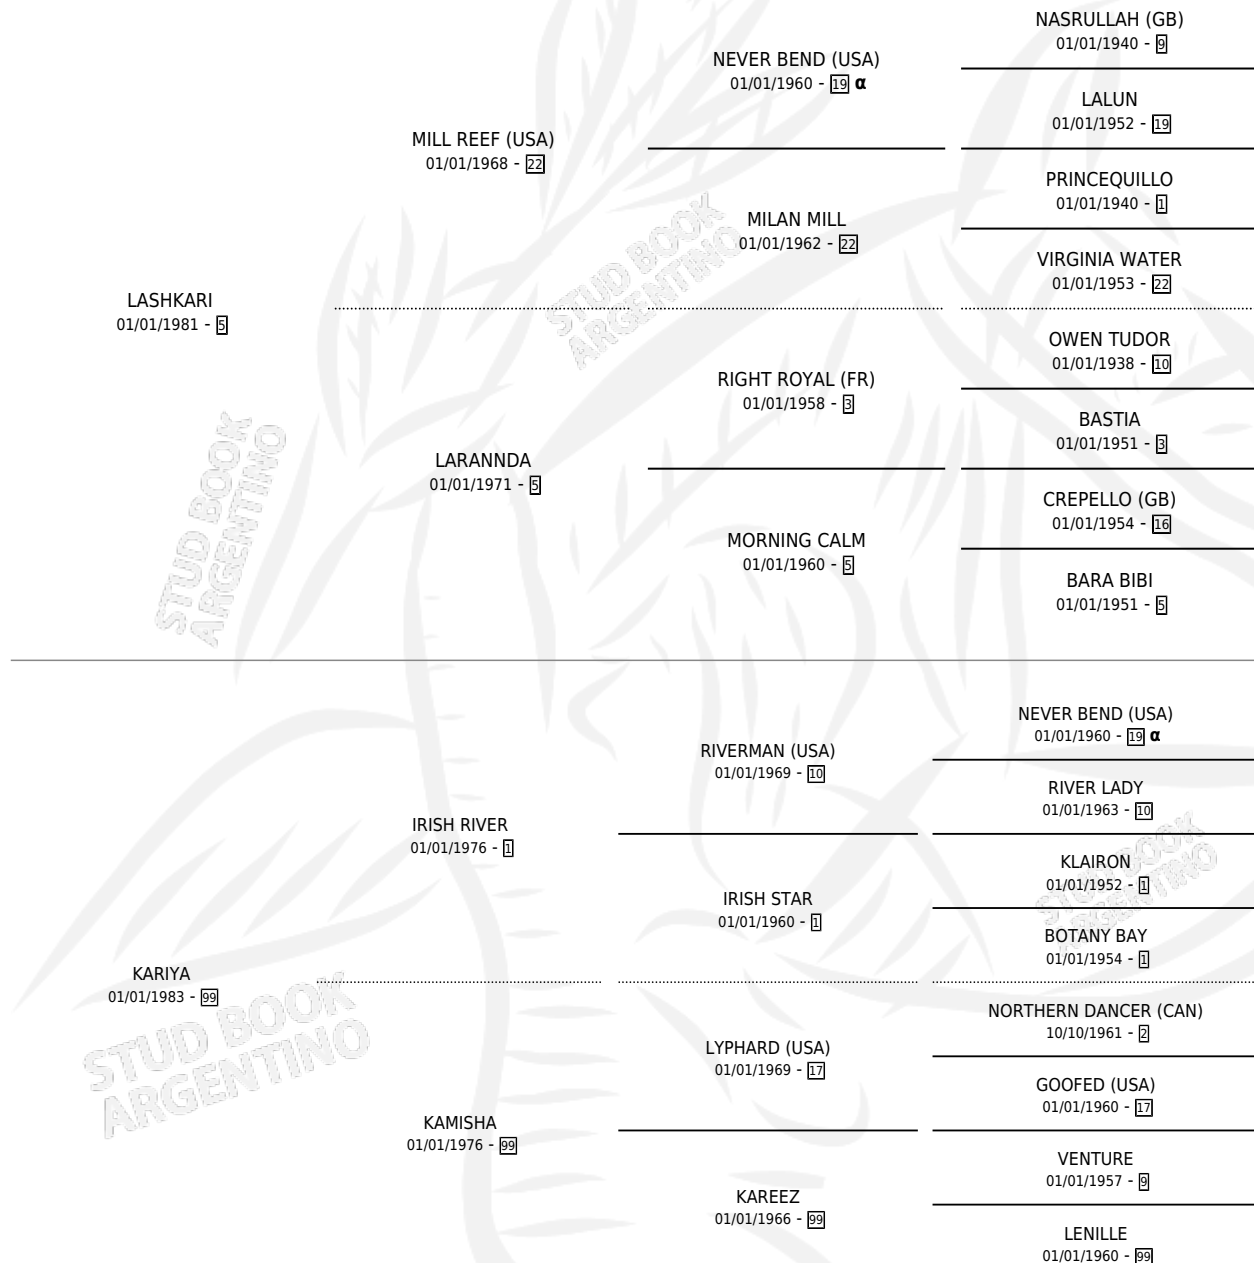 NASRULLAH (GB)
01/01/1940 - 9
NEVER BEND (USA)
01/01/1960 - 19 α
LALUN
01/01/1952 - 19
MILL REEF (USA)
01/01/1968 - 22
PRINCEQUILLO
01/01/1940 - 1
MILAN MILL
01/01/1962 - 22
VIRGINIA WATER
01/01/1953 - 22
LASHKARI
01/01/1981 - 5
OWEN TUDOR
01/01/1938 - 10
RIGHT ROYAL (FR)
01/01/1958 - 3
BASTIA
01/01/1951 - 3
LARANNDA
01/01/1971 - 5
CREPELLO (GB)
01/01/1954 - 16
MORNING CALM
01/01/1960 - 5
BARA BIBI
01/01/1951 - 5
NEVER BEND (USA)
01/01/1960 - 19 α
RIVERMAN (USA)
01/01/1969 - 10
RIVER LADY
01/01/1963 - 10
IRISH RIVER
01/01/1976 - 1
KLAIRON
01/01/1952 - 1
IRISH STAR
01/01/1960 - 1
BOTANY BAY
01/01/1954 - 1
KARIYA
01/01/1983 - 99
NORTHERN DANCER (CAN)
10/10/1961 - 2
LYPHARD (USA)
01/01/1969 - 17
GOOFED (USA)
01/01/1960 - 17
KAMISHA
01/01/1976 - 99
VENTURE
01/01/1957 - 9
KAREEZ
01/01/1966 - 99
LENILLE
01/01/1960 - 99
STUD BOOK
ARGENTINO
STUD BOOK
ARGENTINO
STUD BOOK
ARGENTINO
STUD BOOK
ARGENTINO